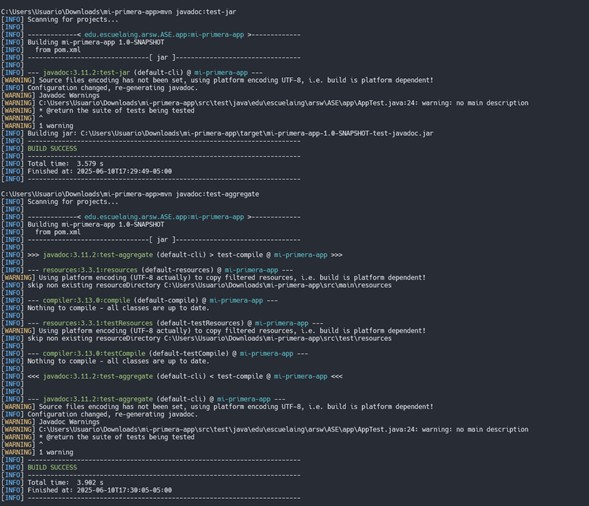 C:\Users\Usuario\Downloads\mi-primera-app>mvn javadoc:test-jar
[INFO] Scanning for projects...
[INFO]
[INFO] ------------< edu.escuelaing.arsw.ASE.app:mi-primera-app >-------------
[INFO] Building mi-primera-app 1.0-SNAPSHOT
[INFO]   from pom.xml
[INFO] --------------------------------[ jar ]---------------------------------
[INFO]
[INFO] --- javadoc:3.11.2:test-jar (default-cli) @ mi-primera-app ---
[WARNING] Source files encoding has not been set, using platform encoding UTF-8, i.e. build is platform dependent!
[INFO] Configuration changed, re-generating javadoc.
[WARNING] Javadoc Warnings
[WARNING] C:\Users\Usuario\Downloads\mi-primera-app\src\test\java\edu\escuelaing\arsw\ASE\app\AppTest.java:24: warning: no main description
[WARNING] * @return the suite of tests being tested
[WARNING] ^
[WARNING] 1 warning
[INFO] Building jar: C:\Users\Usuario\Downloads\mi-primera-app\target\mi-primera-app-1.0-SNAPSHOT-test-javadoc.jar
[INFO] ------------------------------------------------------------------------
[INFO] BUILD SUCCESS
[INFO] ------------------------------------------------------------------------
[INFO] Total time:  3.579 s
[INFO] Finished at: 2025-06-10T17:29:49-05:00
[INFO] ------------------------------------------------------------------------
C:\Users\Usuario\Downloads\mi-primera-app>mvn javadoc:test-aggregate
[INFO] Scanning for projects...
[INFO]
[INFO] ------------< edu.escuelaing.arsw.ASE.app:mi-primera-app >-------------
[INFO] Building mi-primera-app 1.0-SNAPSHOT
[INFO]   from pom.xml
[INFO] --------------------------------[ jar ]---------------------------------
[INFO]
[INFO] >>> javadoc:3.11.2:test-aggregate (default-cli) > test-compile @ mi-primera-app >>>
[INFO]
[INFO] --- resources:3.3.1:resources (default-resources) @ mi-primera-app ---
[WARNING] Using platform encoding (UTF-8 actually) to copy filtered resources, i.e. build is platform dependent!
[INFO] skip non existing resourceDirectory C:\Users\Usuario\Downloads\mi-primera-app\src\main\resources
[INFO]
[INFO] --- compiler:3.13.0:compile (default-compile) @ mi-primera-app ---
[INFO] Nothing to compile - all classes are up to date.
[INFO]
[INFO] --- resources:3.3.1:testResources (default-testResources) @ mi-primera-app ---
[WARNING] Using platform encoding (UTF-8 actually) to copy filtered resources, i.e. build is platform dependent!
[INFO] skip non existing resourceDirectory C:\Users\Usuario\Downloads\mi-primera-app\src\test\resources
[INFO]
[INFO] --- compiler:3.13.0:testCompile (default-testCompile) @ mi-primera-app ---
[INFO] Nothing to compile - all classes are up to date.
[INFO]
[INFO] <<< javadoc:3.11.2:test-aggregate (default-cli) < test-compile @ mi-primera-app <<<
[INFO]
[INFO]
[INFO] --- javadoc:3.11.2:test-aggregate (default-cli) @ mi-primera-app ---
[WARNING] Source files encoding has not been set, using platform encoding UTF-8, i.e. build is platform dependent!
[INFO] Configuration changed, re-generating javadoc.
[WARNING] Javadoc Warnings
[WARNING] C:\Users\Usuario\Downloads\mi-primera-app\src\test\java\edu\escuelaing\arsw\ASE\app\AppTest.java:24: warning: no main description
[WARNING] * @return the suite of tests being tested
[WARNING] ^
[WARNING] 1 warning
[INFO] ------------------------------------------------------------------------
[INFO] BUILD SUCCESS
[INFO] ------------------------------------------------------------------------
[INFO] Total time:  3.902 s
[INFO] Finished at: 2025-06-10T17:30:05-05:00
[INFO] ------------------------------------------------------------------------